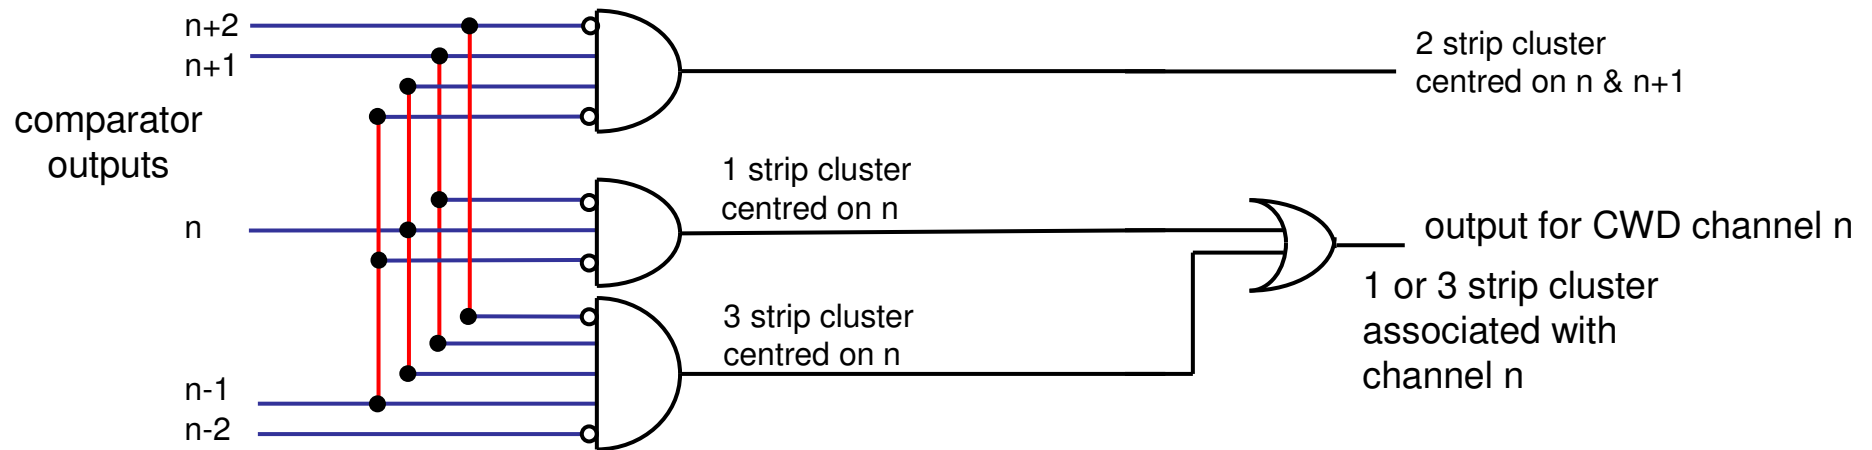 n+2
n+1
comparator
outputs
n
n-1
n-2
2 strip cluster
centred on n & n+1
1 strip cluster
centred on n
3 strip cluster
centred on n
output for CWD channel n
1 or 3 strip cluster
associated with
channel n